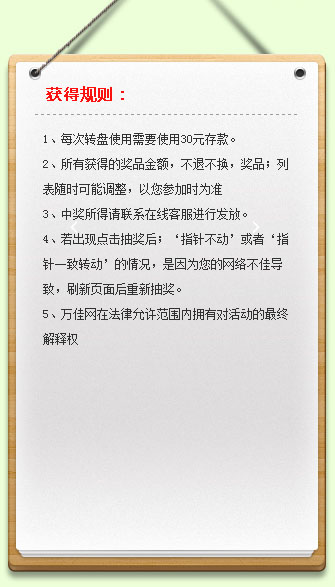 获得规则：
1、每次转盘使用需要使用30元存款。
2、所有获得的奖品金额，不退不换，奖品；列
表随时可能调整，以您参加时为准
3、中奖所得请联系在线客服进行发放。
4、若出现点击抽奖后；‘指针不动’或者‘指
针一致转动’的情况，是因为您的网络不佳导
致，刷新页面后重新抽奖。
5、万佳网在法律允许范围内拥有对活动的最终
解释权